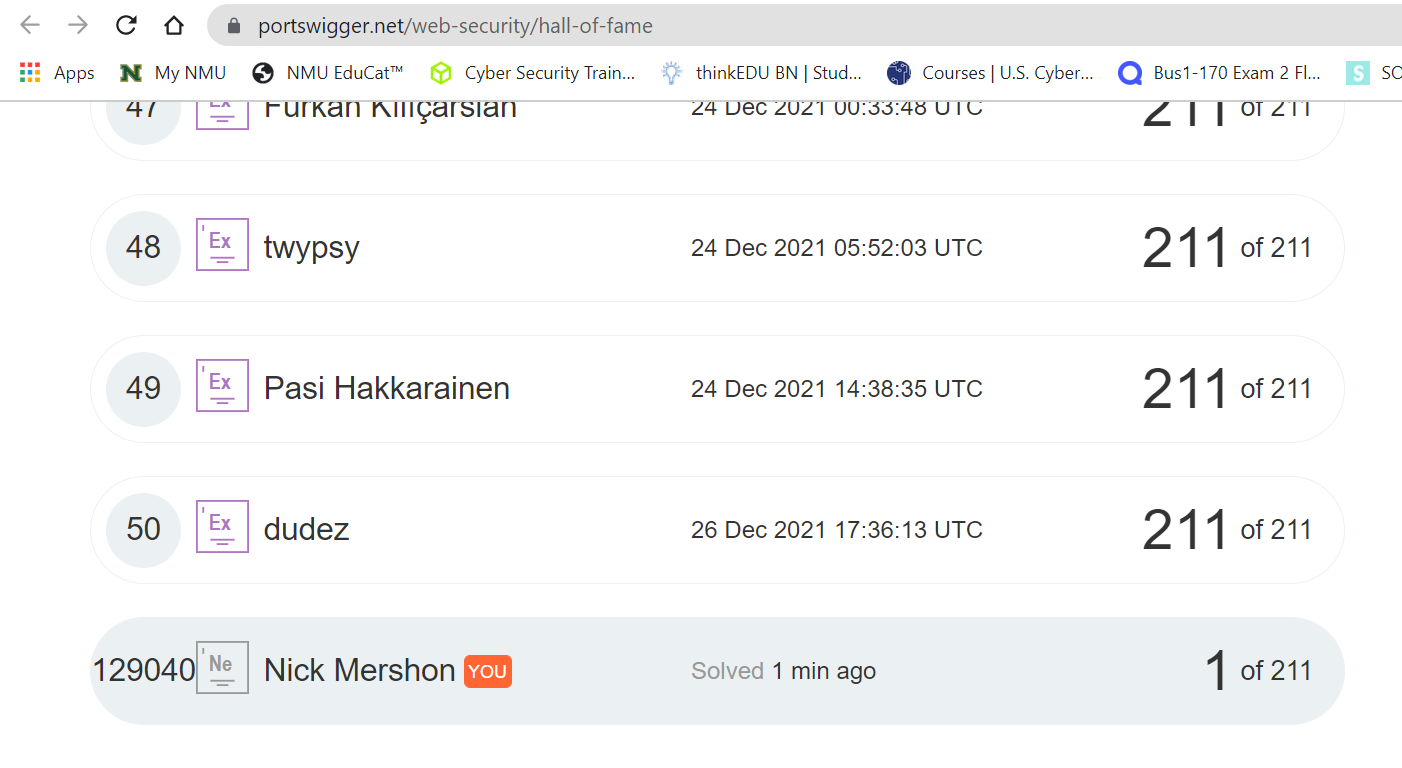 portswigger.net/web-security/hall-of-fame
Apps My NMU NMU EduCat™ Cyber Security Train... thinkEDU BN | Stud... Courses | U.S. Cyber... Bus1-170 Exam 2 Fl... S SO
47 Ex Furkan Kılıçarslan 24 Dec 2021 00:33:48 UTC 211 of 211
48 Ex twypsy 24 Dec 2021 05:52:03 UTC 211 of 211
49 Ex Pasi Hakkarainen 24 Dec 2021 14:38:35 UTC 211 of 211
50 Ex dudez 26 Dec 2021 17:36:13 UTC 211 of 211
129040 Ne Nick Mershon YOU Solved 1 min ago 1 of 211